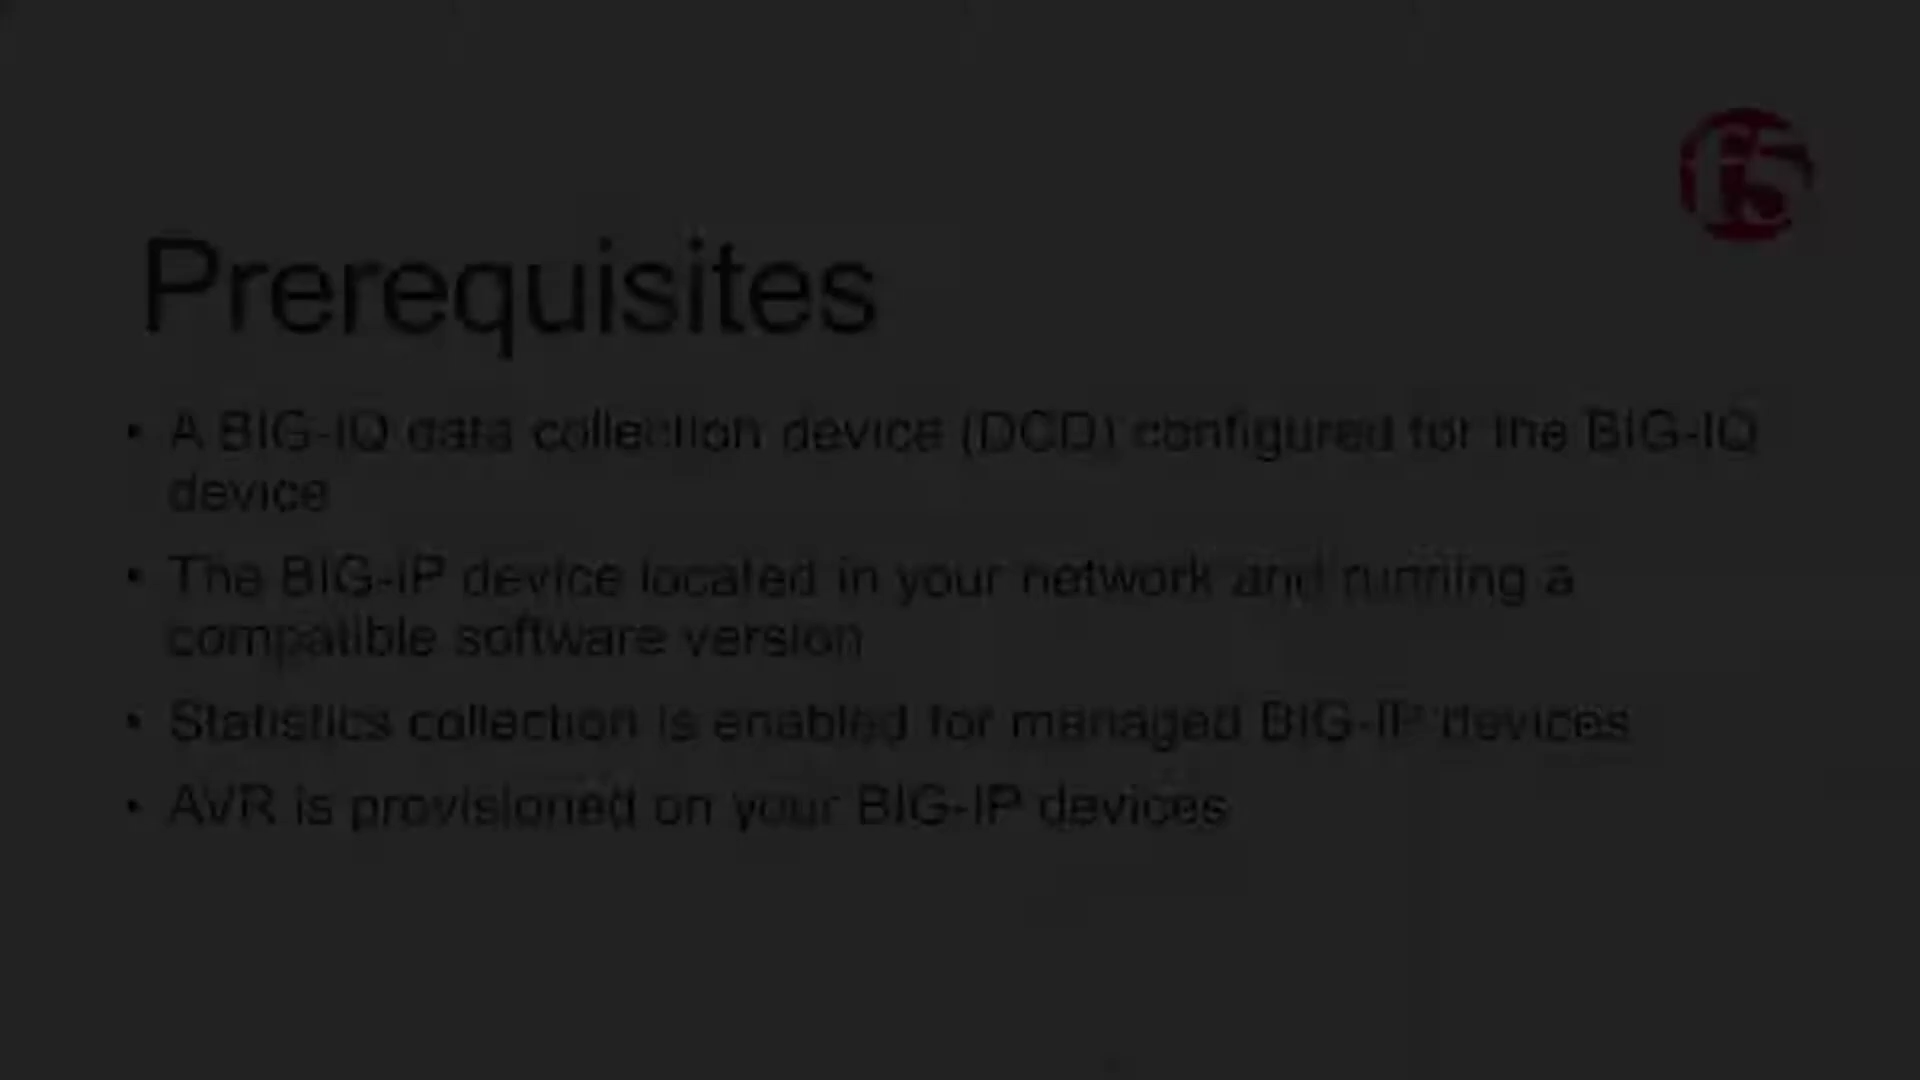 f5
Prerequisites
• A BIG-IQ data collection device (DCD) configured for the BIG-IQ
device
• The BIG-IP device located in your network and running a
compatible software version
• Statistics collection is enabled for managed BIG-IP devices
• AVR is provisioned on your BIG-IP devices